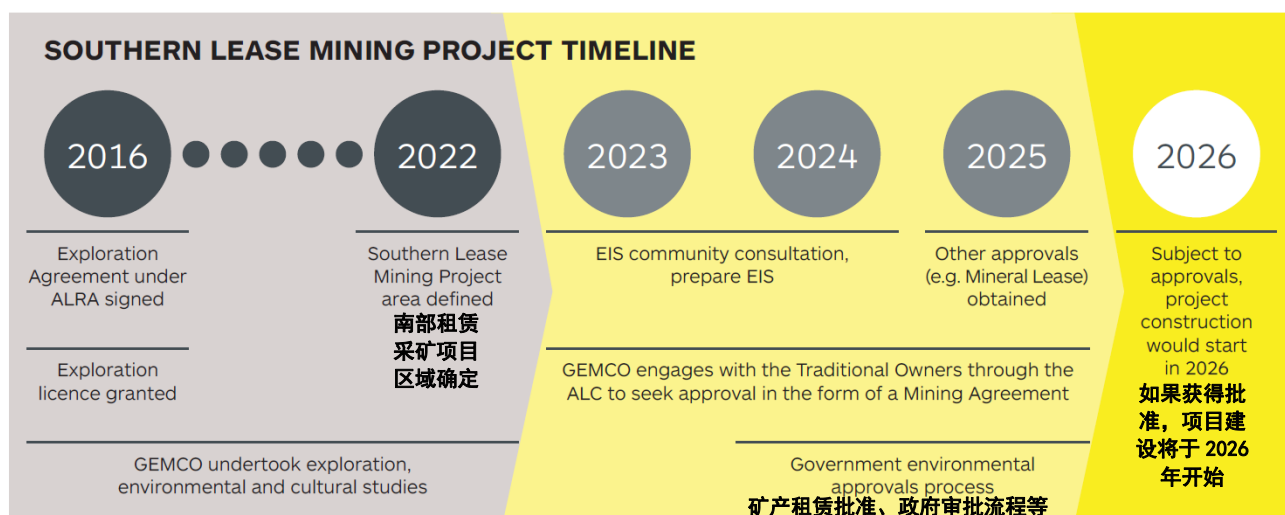 SOUTHERN LEASE MINING PROJECT TIMELINE
2016
2022
2023
2024
2025
2026
Exploration
Agreement under
ALRA signed
Southern Lease
Mining Project
area defined
南部租赁
采矿项目
区域确定
EIS community consultation,
prepare EIS
Other approvals
(e.g. Mineral Lease)
obtained
Subject to
approvals,
project
construction
would start
in 2026
如果获得批
准，项目建
设将于 2026
年开始
Exploration
licence granted
GEMCO engages with the Traditional Owners through the
ALC to seek approval in the form of a Mining Agreement
GEMCO undertook exploration,
environmental and cultural studies
Government environmental
approvals process
矿产租赁批准、政府审批流程等